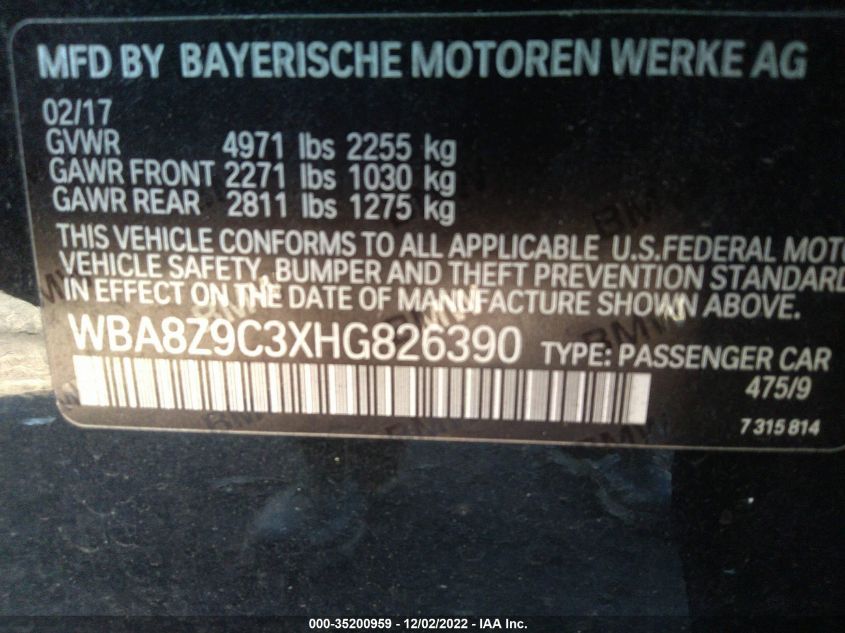 MFD BY BAYERISCHE MOTOREN WERKE AG
02/17
GVWR 4971 lbs 2255 kg
GAWR FRONT 2271 lbs 1030 kg
GAWR REAR 2811 lbs 1275 kg
THIS VEHICLE CONFORMS TO ALL APPLICABLE U.S.FEDERAL MOTO
VEHICLE SAFETY, BUMPER AND THEFT PREVENTION STANDARD
IN EFFECT ON THE DATE OF MANUFACTURE SHOWN ABOVE.
WBA8Z9C3XHG826390 TYPE: PASSENGER CAR
475/9
7 315 814
000-35200959 - 12/02/2022 - IAA Inc.